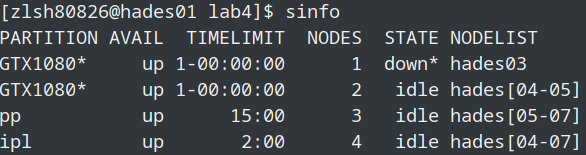 [zlsh80826@hades01 lab4]$ sinfo
PARTITION AVAIL  TIMELIMIT  NODES  STATE NODELIST
GTX1080*     up 1-00:00:00      1  down* hades03
GTX1080*     up 1-00:00:00      2   idle hades[04-05]
pp           up      15:00      3   idle hades[05-07]
ipl          up       2:00      4   idle hades[04-07]